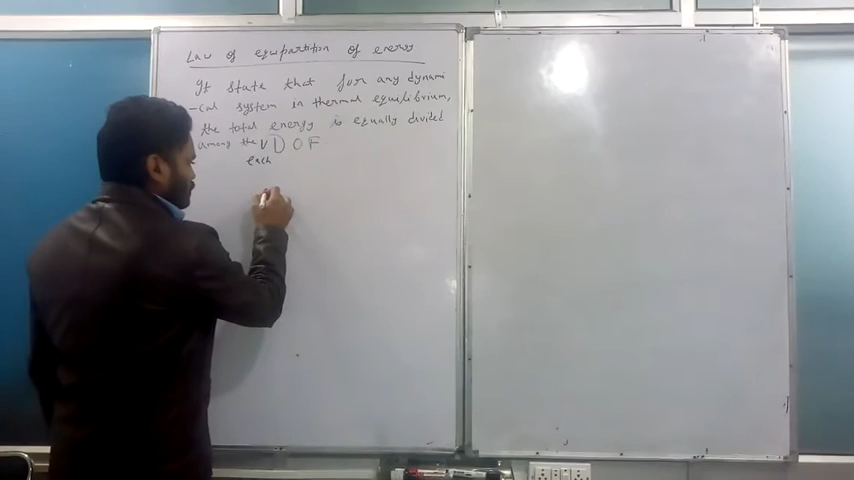 Law of equipartition of energy
It state that for any dynami
-cal system in thermal equilibrium,
the total energy is equally divided
among the DOF
each